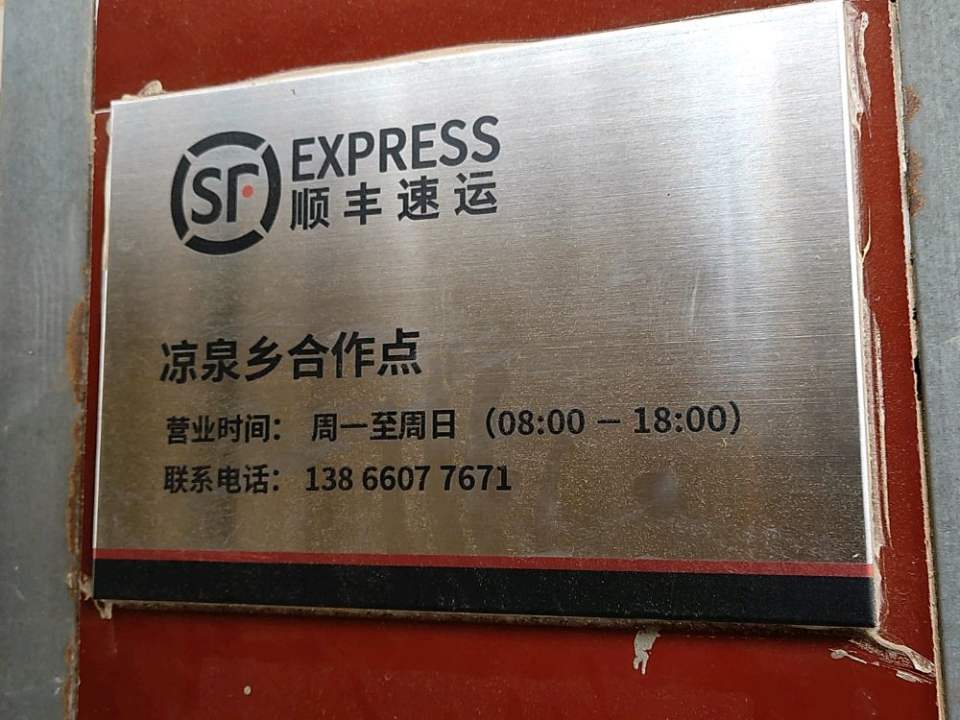 SF EXPRESS
顺丰速运
凉泉乡合作点
营业时间： 周一至周日 （08:00 － 18:00）
联系电话： 138 6607 7671